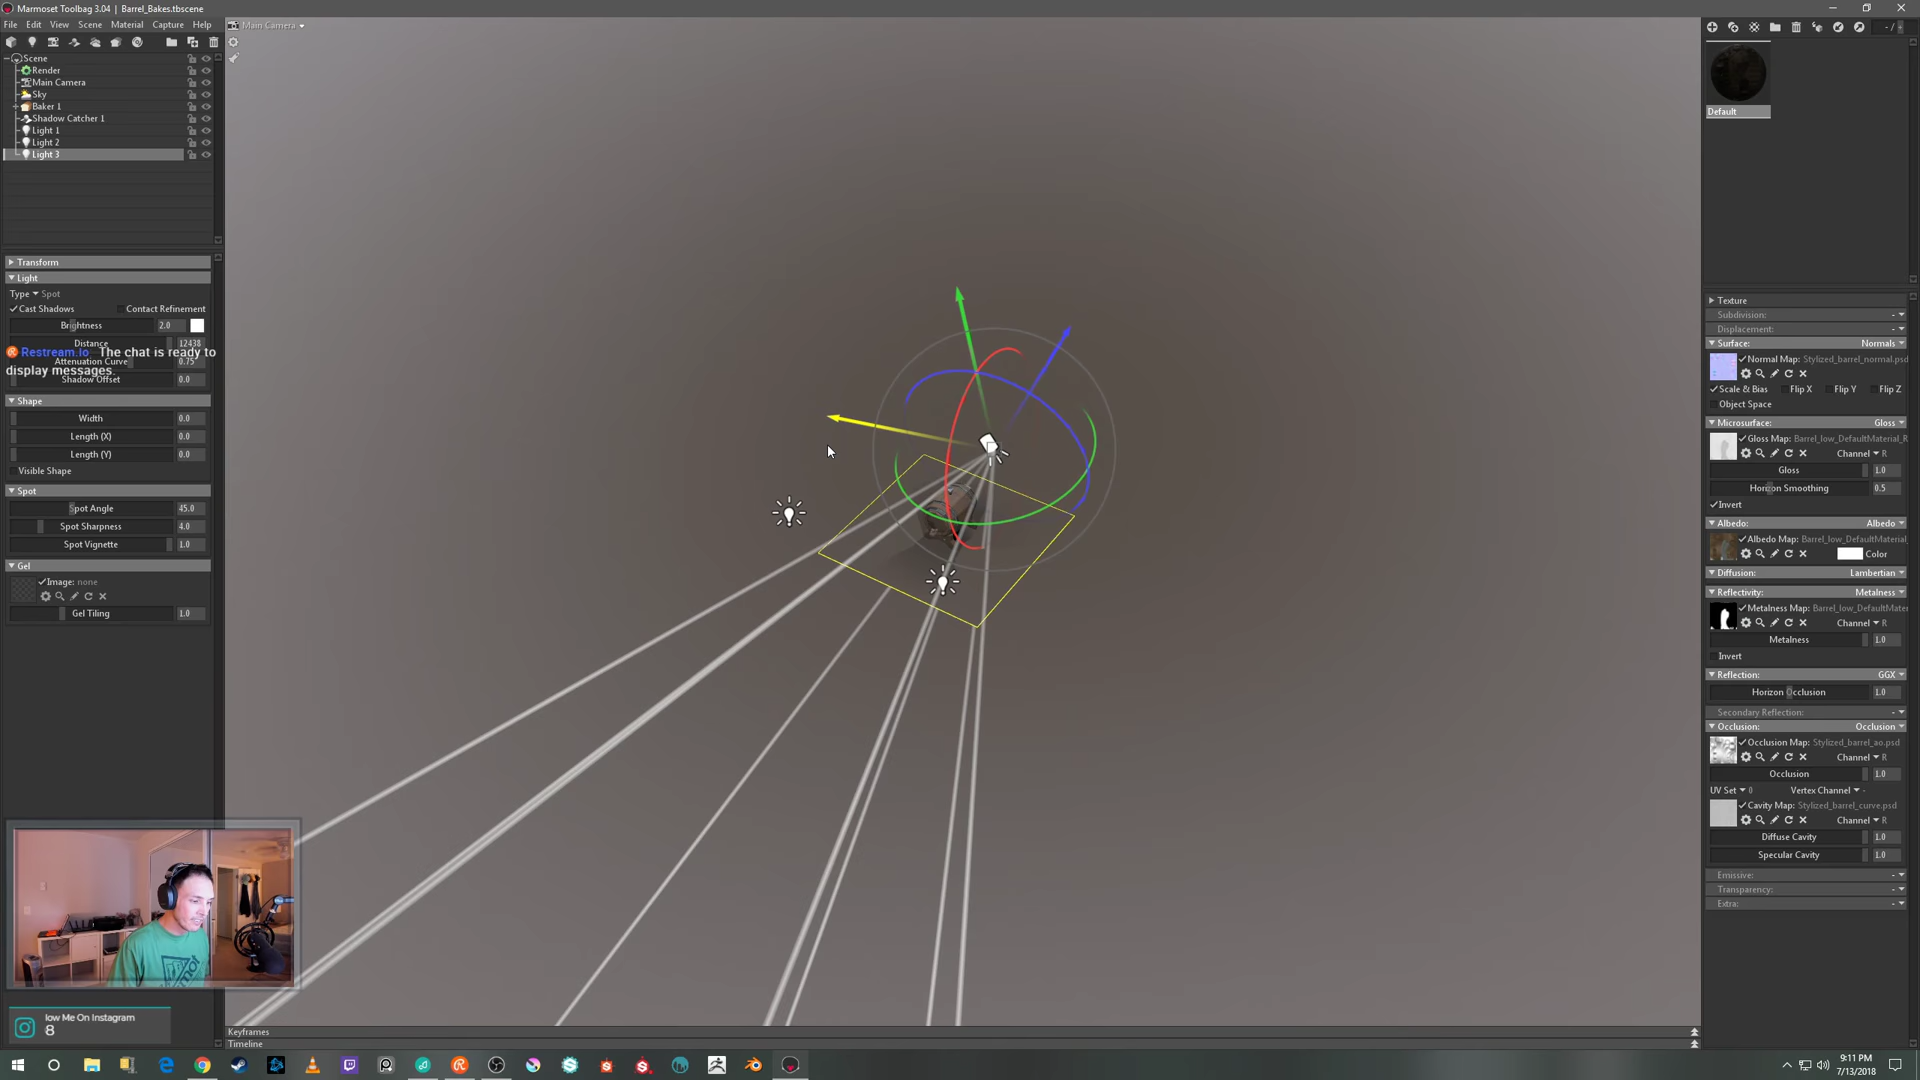 Marmoset Toolbag 3.04 | Barrel_Bakes.tbscene
File Edit View Scene Material Capture Help
Main Camera
Scene
Render
Main Camera
Sky
Baker 1
Shadow Catcher 1
Light 1
Light 2
Light 3
Transform
Light
Type Spot
Cast Shadows Contact Refinement
Brightness 2.0
Distance 12438
Restream.io The chat is ready to
Attenuation Curve 0.75
display messages.
Shadow Offset 0.0
Shape
Width 0.0
Length (X) 0.0
Length (Y) 0.0
Visible Shape
Spot
Spot Angle 45.0
Spot Sharpness 4.0
Spot Vignette 1.0
Gel
Image: none
Gel Tiling 1.0
low Me On Instagram
8
Keyframes
Timeline
Default
Texture
Subdivision: -
Displacement: -
Surface: Normals
Normal Map: Stylized_barrel_normal.psd
Scale & Bias Flip X Flip Y Flip Z
Object Space
Microsurface: Gloss
Gloss Map: Barrel_low_DefaultMaterial_R
Channel R
Gloss 1.0
Horizon Smoothing 0.5
Invert
Albedo: Albedo
Albedo Map: Barrel_low_DefaultMaterial_
Color
Diffusion: Lambertian
Reflectivity: Metalness
Metalness Map: Barrel_low_DefaultMater
Channel R
Metalness 1.0
Invert
Reflection: GGX
Horizon Occlusion 1.0
Secondary Reflection: -
Occlusion: Occlusion
Occlusion Map: Stylized_barrel_ao.psd
Channel R
Occlusion 1.0
UV Set 0 Vertex Channel -
Cavity Map: Stylized_barrel_curve.psd
Channel R
Diffuse Cavity 1.0
Specular Cavity 1.0
Emissive: -
Transparency: -
Extra: -
9:11 PM
7/13/2018